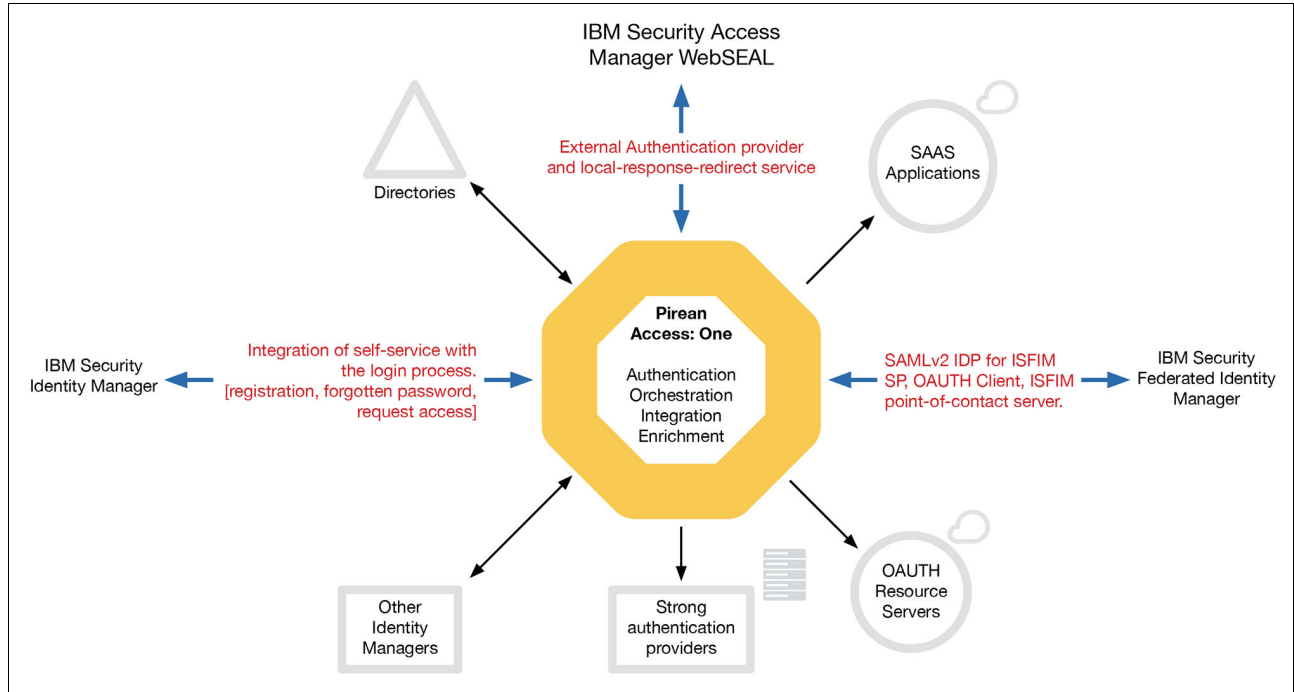 IBM Security Access
Manager WebSEAL
External Authentication provider
and local-response-redirect service
Directories
SAAS
Applications
Pirean
Access: One
Authentication
Orchestration
Integration
Enrichment
IBM Security
Identity Manager
Integration of self-service with
the login process.
[registration, forgotten password,
request access]
SAMLv2 IDP for ISFIM
SP, OAUTH Client, ISFIM
point-of-contact server.
IBM Security
Federated Identity
Manager
Other
Identity
Managers
Strong
authentication
providers
OAUTH
Resource
Servers